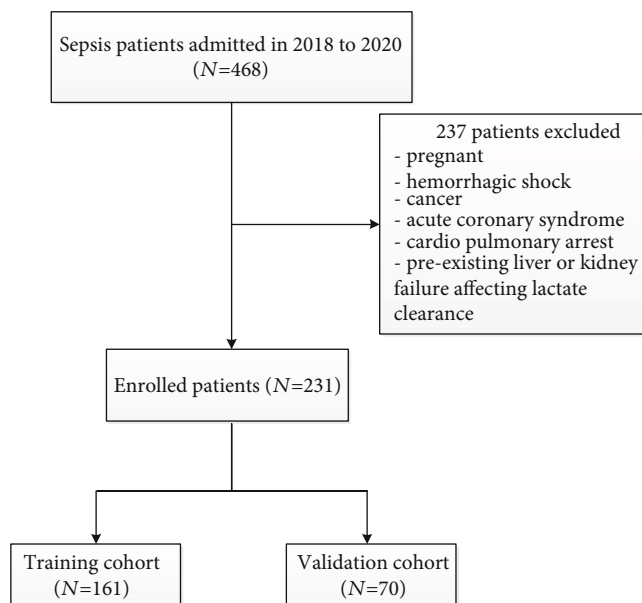 Sepsis patients admitted in 2018 to 2020
(N=468)
237 patients excluded
- pregnant
- hemorrhagic shock
- cancer
- acute coronary syndrome
- cardio pulmonary arrest
- pre-existing liver or kidney
failure affecting lactate
clearance
Enrolled patients (N=231)
Training cohort
(N=161)
Validation cohort
(N=70)